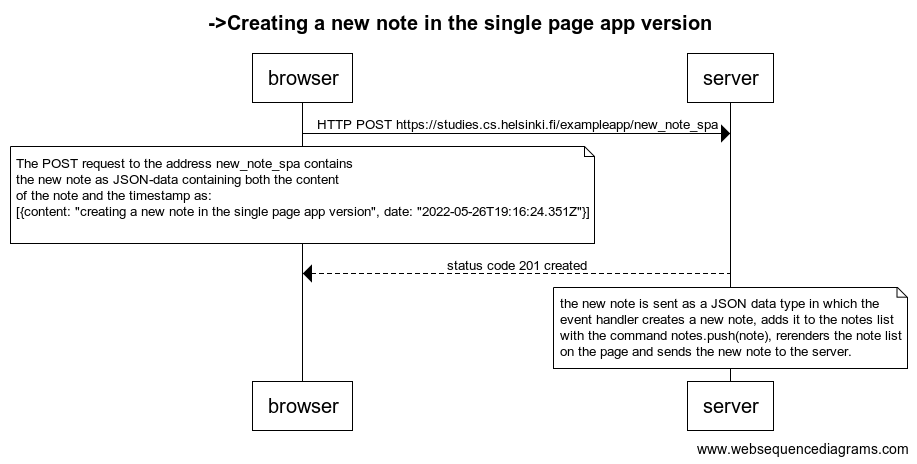 ->Creating a new note in the single page app version
browser
server
HTTP POST https://studies.cs.helsinki.fi/exampleapp/new_note_spa
The POST request to the address new_note_spa contains
the new note as JSON-data containing both the content
of the note and the timestamp as:
[{content: "creating a new note in the single page app version", date: "2022-05-26T19:16:24.351Z"}]
status code 201 created
the new note is sent as a JSON data type in which the
event handler creates a new note, adds it to the notes list
with the command notes.push(note), rerenders the note list
on the page and sends the new note to the server.
browser
server
www.websequencediagrams.com